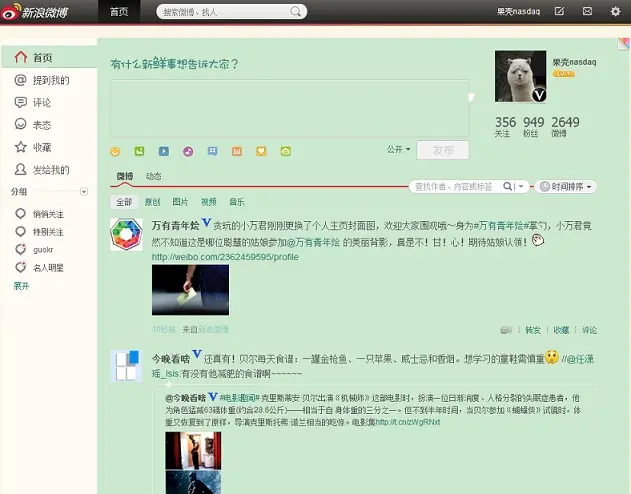 新浪微博 首页 搜索微博、找人 果壳nasdaq
首页
提到我的
评论
表态
收藏
发给我的
分组
悄悄关注
特别关注
guokr
名人明星
展开
有什么新鲜事想告诉大家？
公开 发布
果壳nasdaq
356 949 2649
关注 粉丝 微博
微博 动态
查找作者、内容或标签 时间排序
全部 原创 图片 视频 音乐
万有青年烩 V 贪玩的小万君刚刚更换了个人主页封面图，欢迎大家围观哦～身为#万有青年烩#掌勺，小万君竟
然不知道这是哪位聪慧的姑娘参加@万有青年烩 的美丽背影，真是不！甘！心！期待姑娘认领！
http://weibo.com/2362459595/profile
10秒前 来自新浪微博
转发 收藏 评论
今晚看啥 V 还真有！贝尔每天食谱：一罐金枪鱼、一只苹果、威士忌和香烟。想学习的童鞋需慎重 //@任潇
瑶_Isis:有没有他减肥的食谱啊~~~~~~
@今晚看啥 V #电影趣闻# 克里斯蒂安·贝尔出演《机械师》这部电影时，扮演一位日渐消瘦、人格分裂的失眠症患者，他
为角色猛减63磅体重(约合28.6公斤)——相当于自身体重的三分之一。但不到半年时间，当贝尔参加《蝙蝠侠》试镜时，体
重又恢复到了原样，导演克里斯托弗·诺兰相当的吃惊。电影集http://t.cn/zWgRNxt